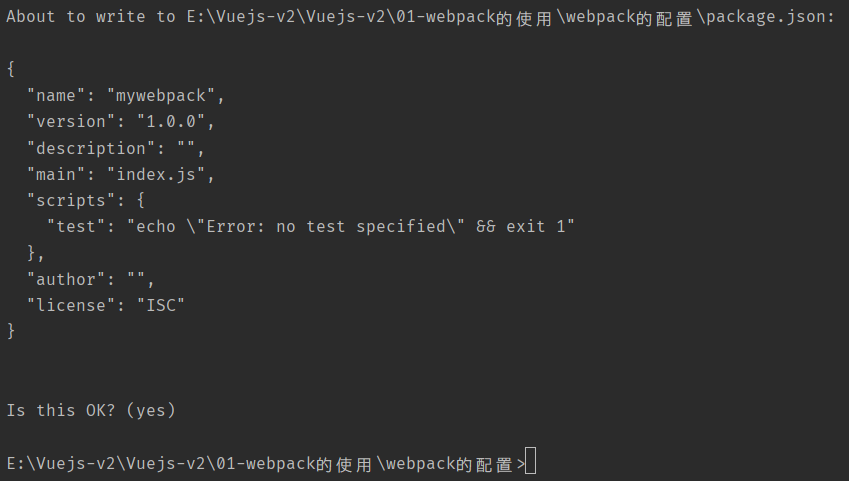 About to write to E:\Vuejs-v2\Vuejs-v2\01-webpack的使用\webpack的配置\package.json:
{
  "name": "mywebpack",
  "version": "1.0.0",
  "description": "",
  "main": "index.js",
  "scripts": {
    "test": "echo \"Error: no test specified\" && exit 1"
  },
  "author": "",
  "license": "ISC"
}
Is this OK? (yes)
E:\Vuejs-v2\Vuejs-v2\01-webpack的使用\webpack的配置>